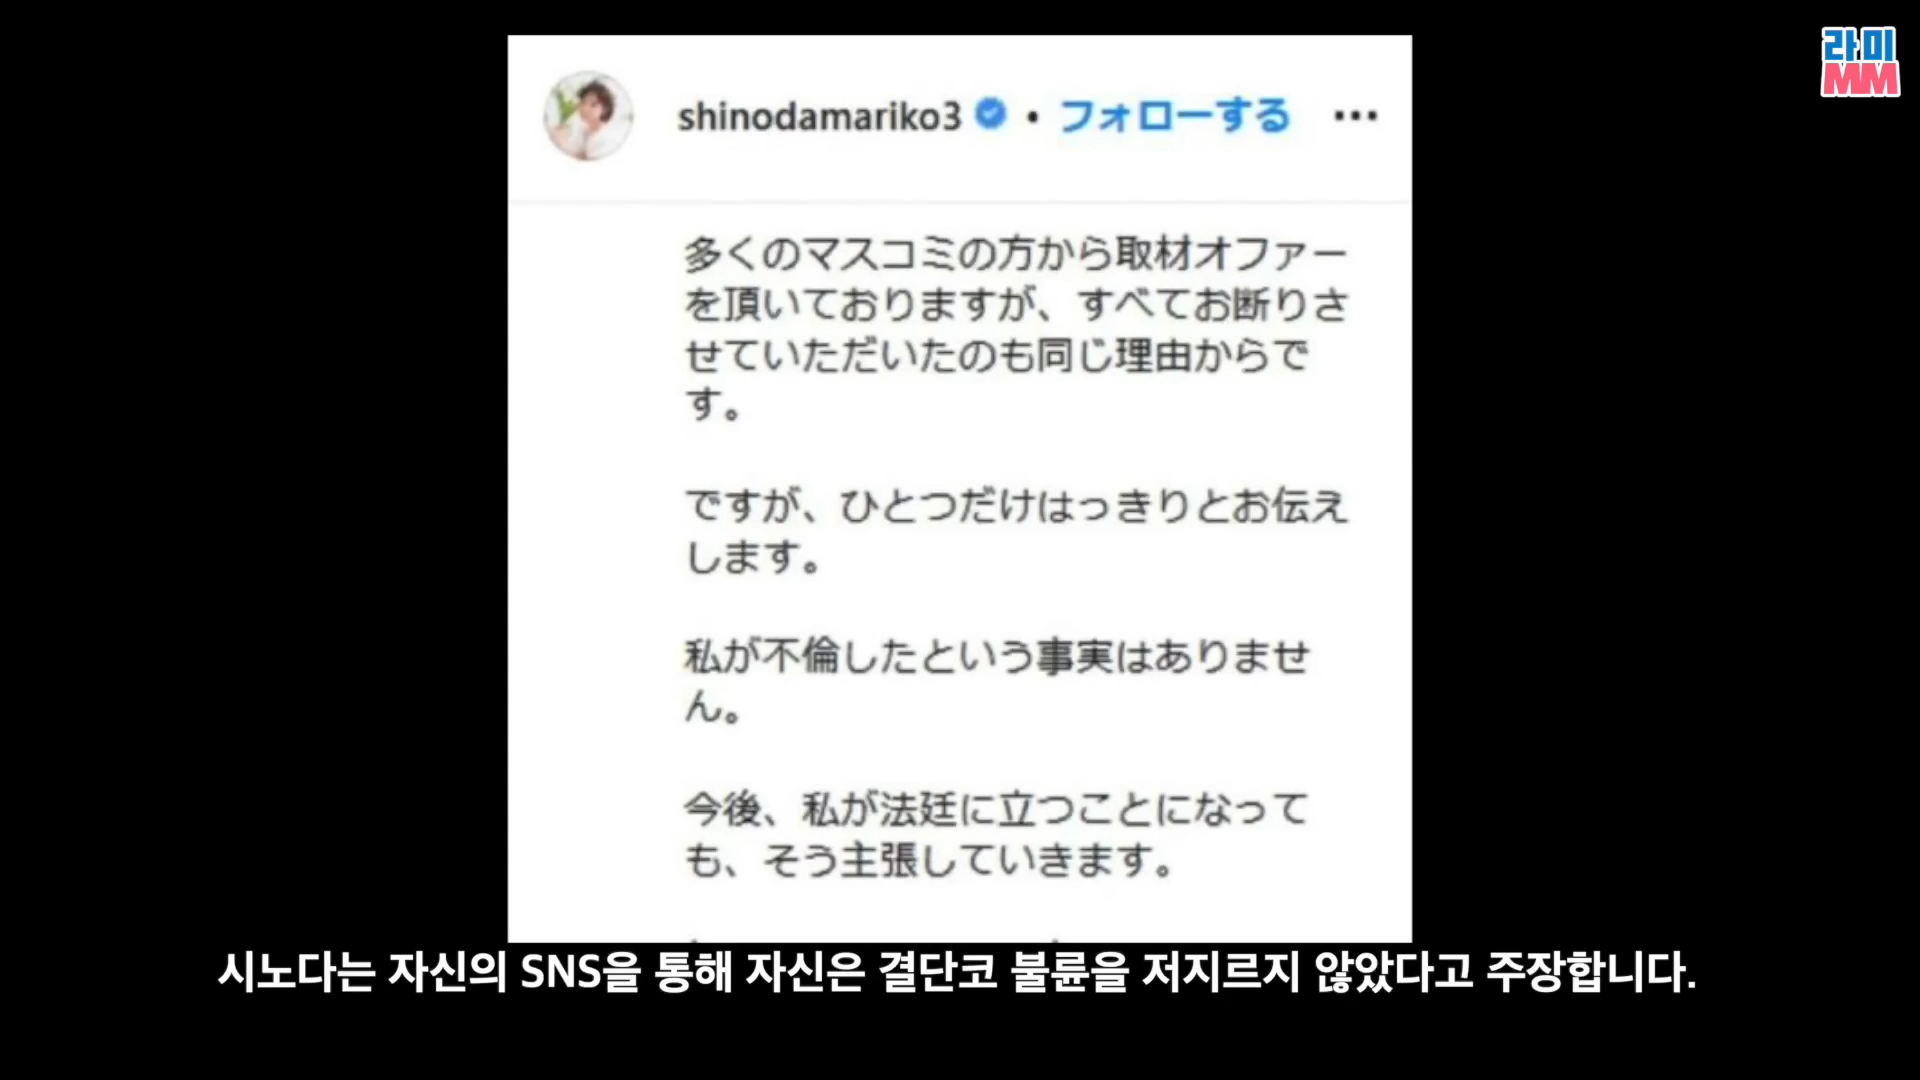 라미
MM
shinodamariko3 • フォローする •••
多くのマスコミの方から取材オファー
を頂いておりますが、すべてお断りさ
せていただいたのも同じ理由からで
す。
ですが、ひとつだけはっきりとお伝え
します。
私が不倫したという事実はありませ
ん。
今後、私が法廷に立つことになって
も、そう主張していきます。
시노다는 자신의 SNS을 통해 자신은 결단코 불륜을 저지르지 않았다고 주장합니다.